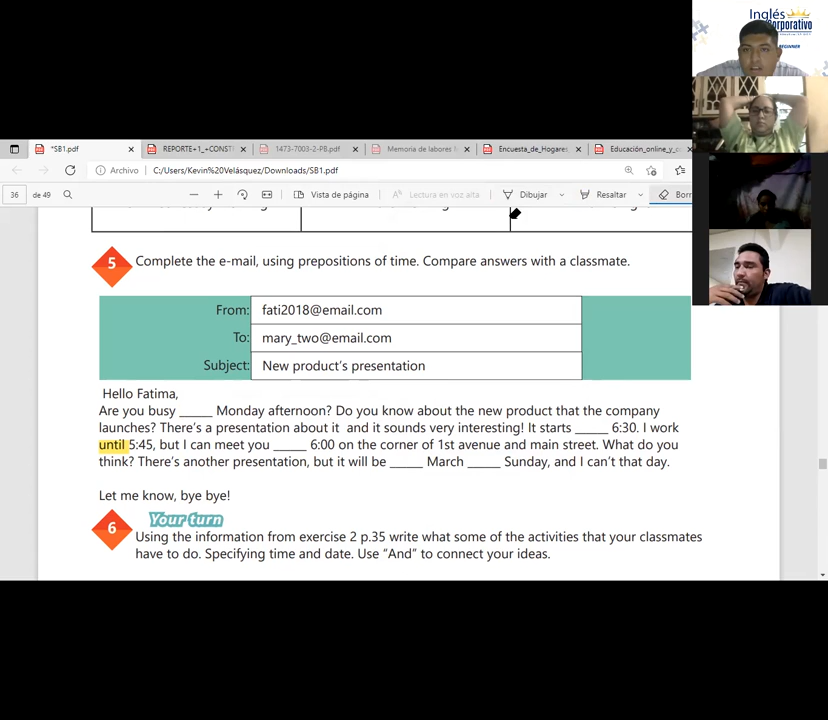 Inglés
Corporativo
BEGINNER
*SB1.pdf
REPORTE+1_+CONST
1473-7003-2-PB.pdf
Memoria de labores
Encuesta_de_Hogares
Educación_online_y_c
Archivo C:/Users/Kevin%20Velásquez/Downloads/SB1.pdf
36 de 49 Vista de página Lectura en voz alta Dibujar Resaltar Borr
5 Complete the e-mail, using prepositions of time. Compare answers with a classmate.
From: fati2018@email.com
To: mary_two@email.com
Subject: New product's presentation
Hello Fatima,
Are you busy _____ Monday afternoon? Do you know about the new product that the company
launches? There's a presentation about it and it sounds very interesting! It starts _____ 6:30. I work
until 5:45, but I can meet you _____ 6:00 on the corner of 1st avenue and main street. What do you
think? There's another presentation, but it will be _____ March _____ Sunday, and I can't that day.
Let me know, bye bye!
Your turn
6 Using the information from exercise 2 p.35 write what some of the activities that your classmates
have to do. Specifying time and date. Use “And” to connect your ideas.